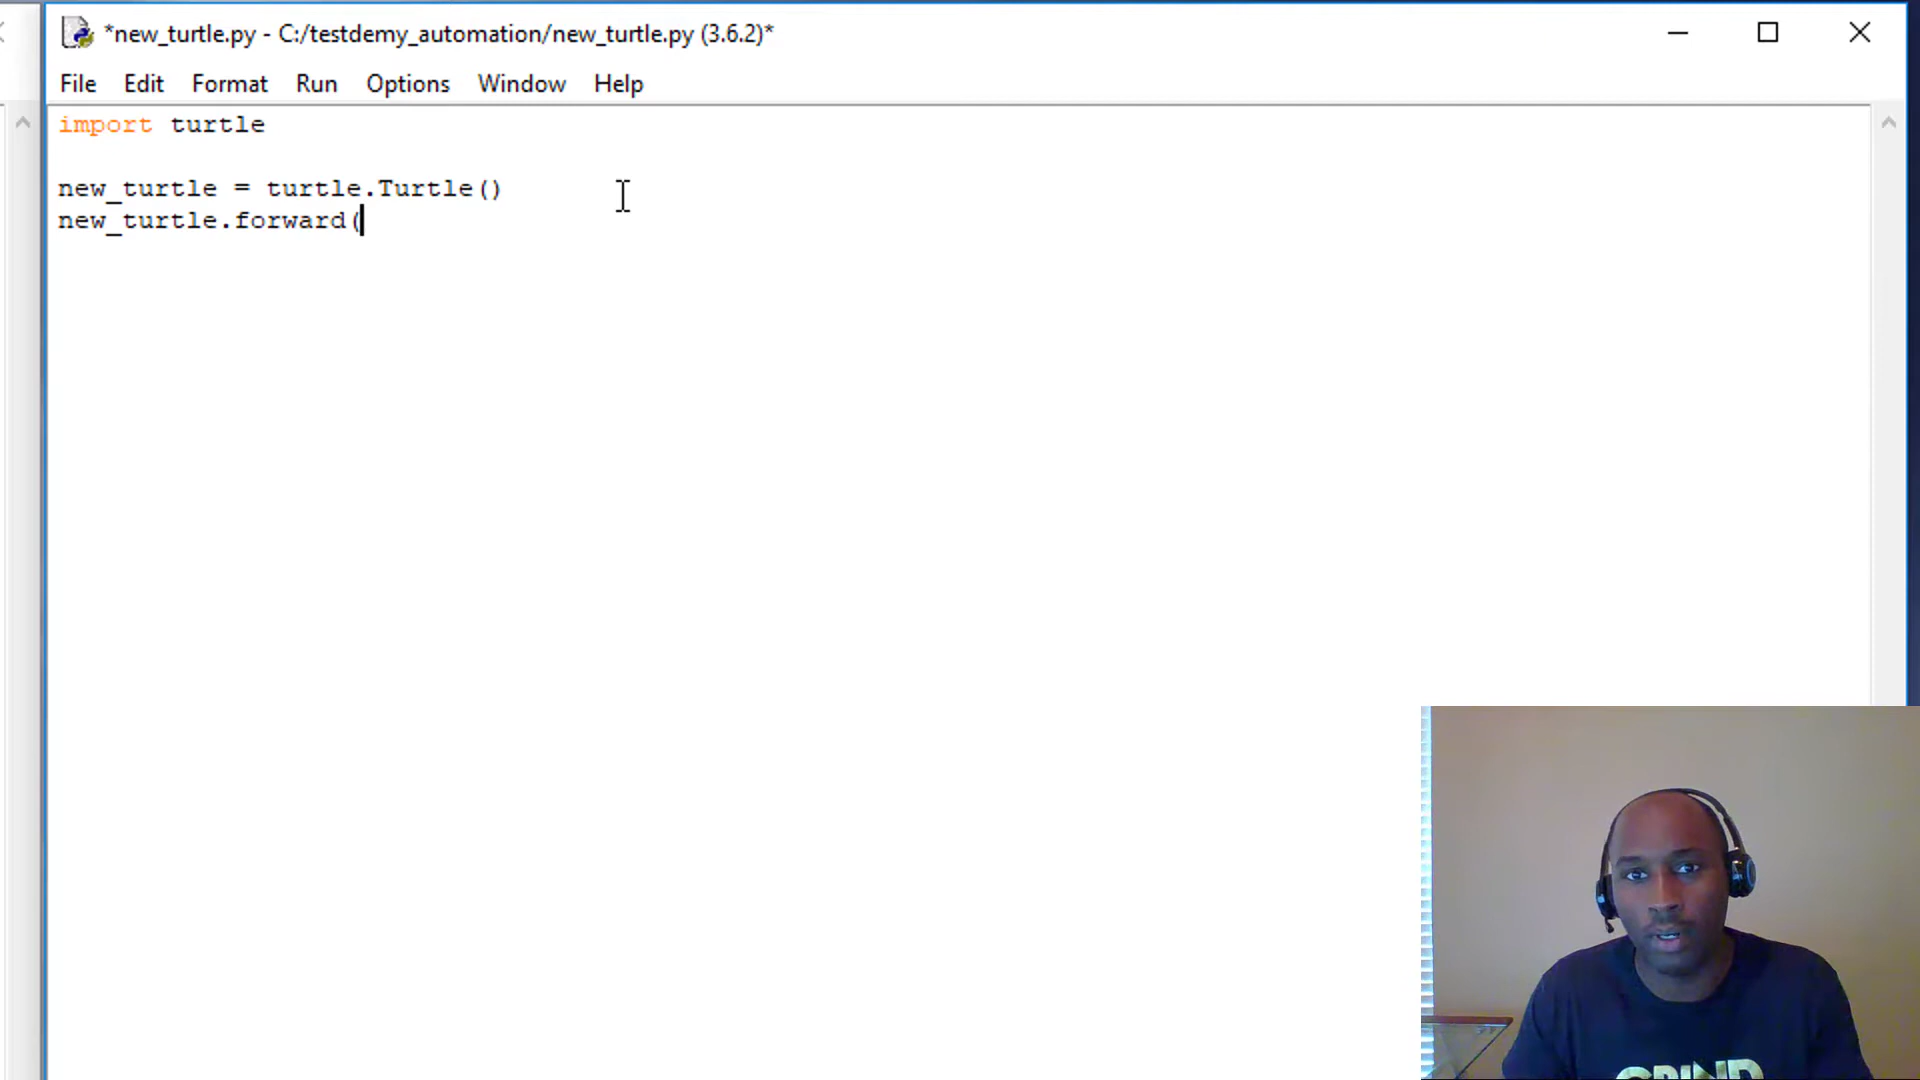 *new_turtle.py - C:/testdemy_automation/new_turtle.py (3.6.2)*
File Edit Format Run Options Window Help
import turtle
new_turtle = turtle.Turtle()
new_turtle.forward(
GRIND